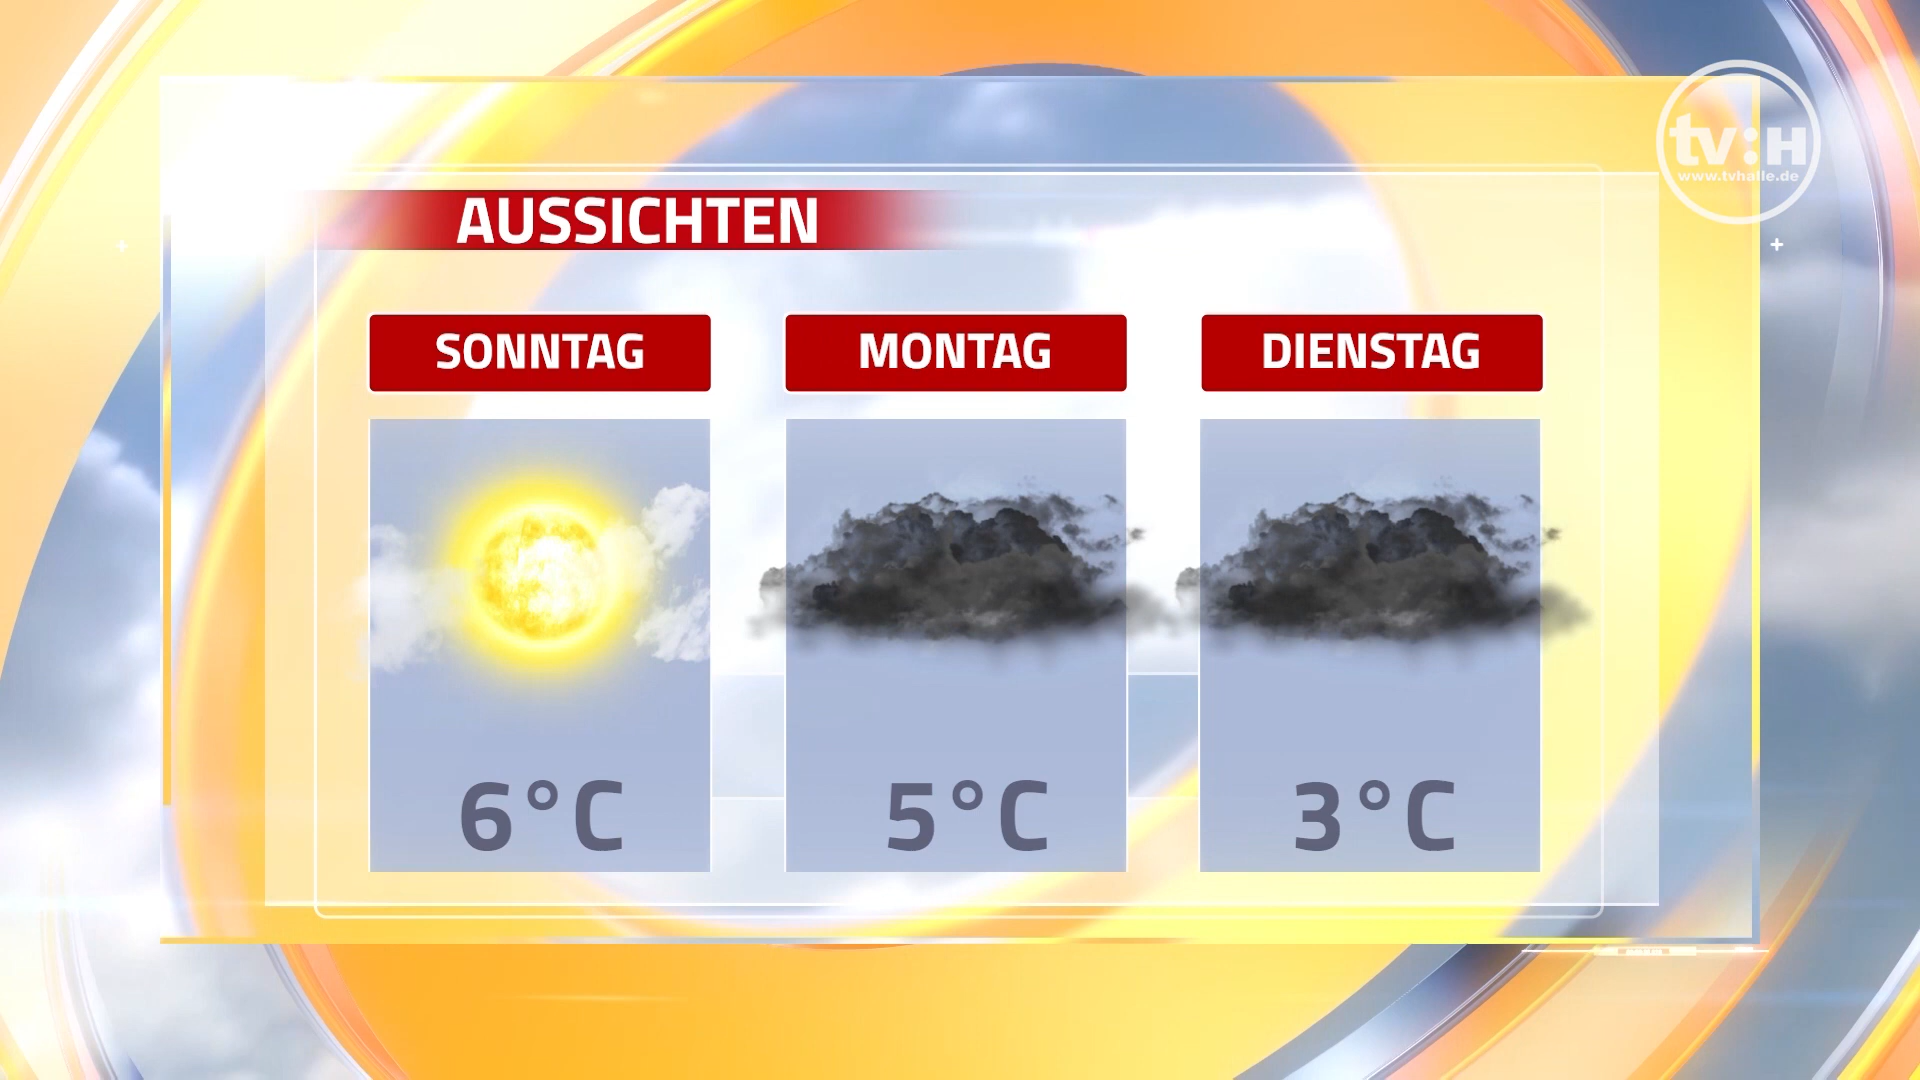 tv:H
www.tvhalle.de
AUSSICHTEN
SONNTAG
MONTAG
DIENSTAG
6°C
5°C
3°C